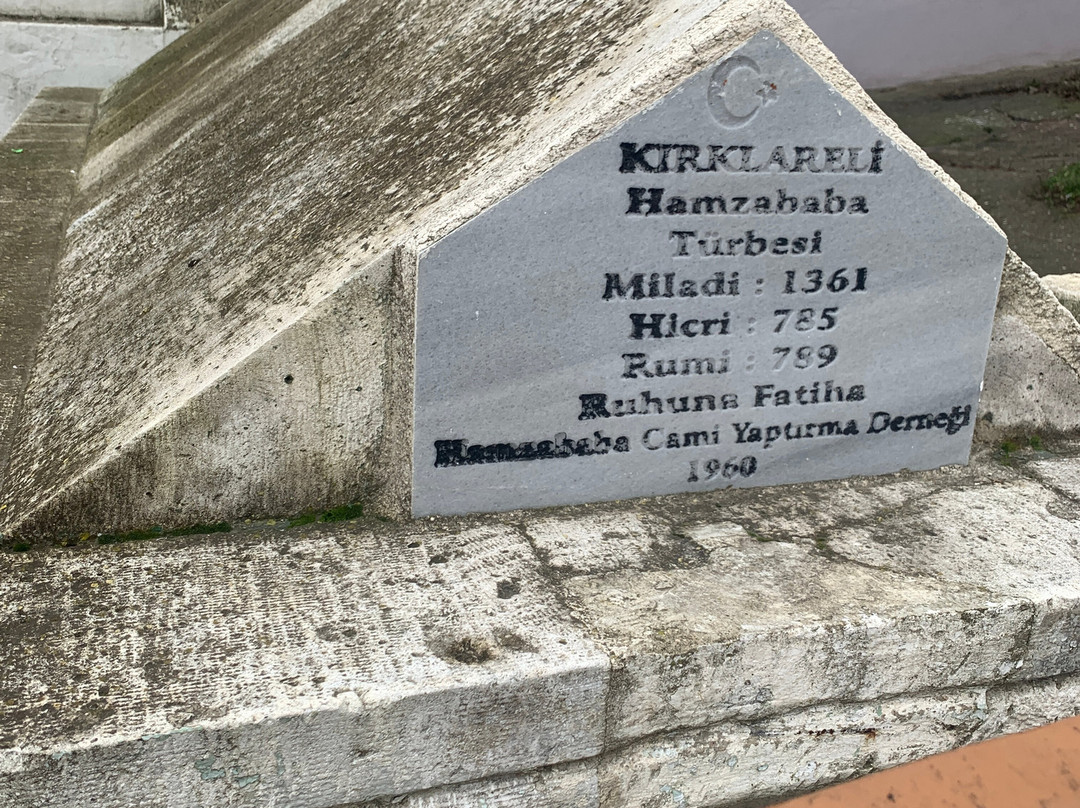 KIRKLARELİ
Hamzababa
Türbesi
Miladi : 1361
Hicri : 785
Rumi : 789
Ruhuna Fatiha
Hamzababa Cami Yaptırma Derneği
1960